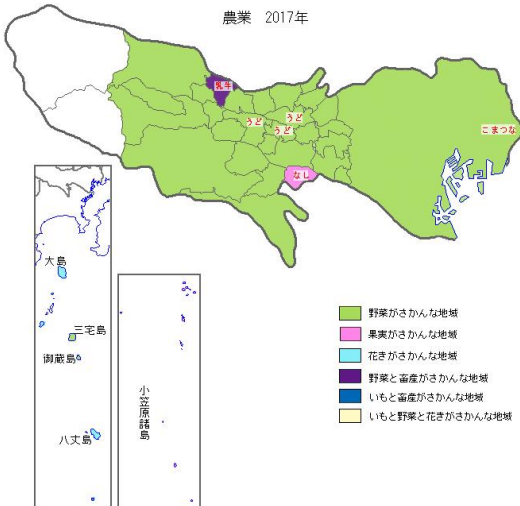 農業 2017年
乳牛
うど
うど
うど
こまつな
なし
大島
三宅島
御蔵島
八丈島
小笠原諸島
野菜がさかんな地域
果実がさかんな地域
花きがさかんな地域
野菜と畜産がさかんな地域
いもと畜産がさかんな地域
いもと野菜と花きがさかんな地域